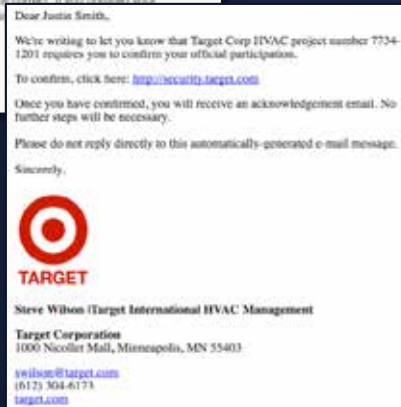 Dear Justin Smith,
We're writing to let you know that Target Corp HVAC project number 7734-
1201 requires you to confirm your official participation.
To confirm, click here: http://security.target.com
Once you have confirmed, you will receive an acknowledgement email. No
further steps will be necessary.
Please do not reply directly to this automatically-generated e-mail message.
Sincerely,
TARGET
Steve Wilson |Target International HVAC Management
Target Corporation
1000 Nicollet Mall, Minneapolis, MN 55403
swilson@target.com
(612) 304-6173
target.com